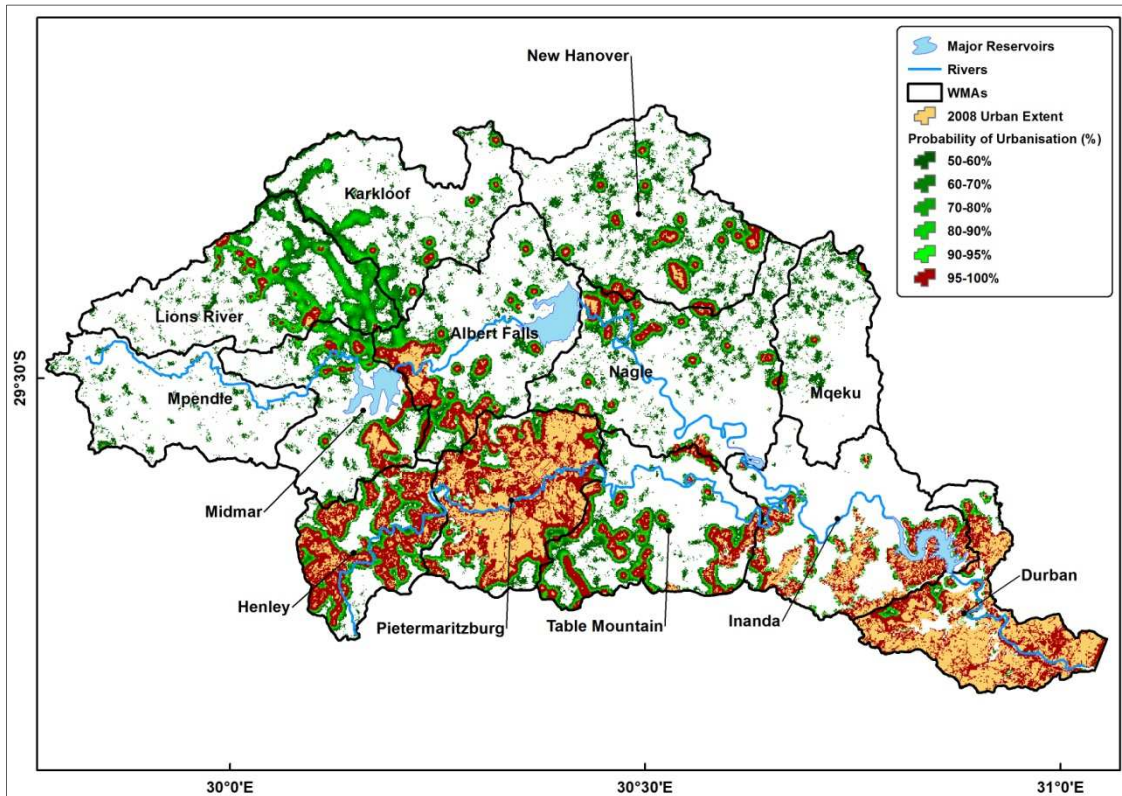 New Hanover
Major Reservoirs
Rivers
WMAs
2008 Urban Extent
Probability of Urbanisation (%)
50-60%
60-70%
70-80%
80-90%
90-95%
95-100%
Karkloof
Lions River
Albert Falls
Nagle
Mqeku
Mpendle
Midmar
Henley
Pietermaritzburg
Table Mountain
Inanda
Durban
29°30'S
30°0'E
30°30'E
31°0'E